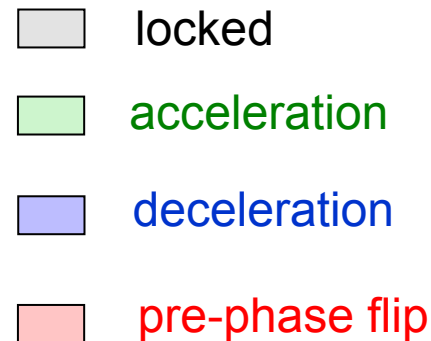 locked
acceleration
deceleration
pre-phase flip